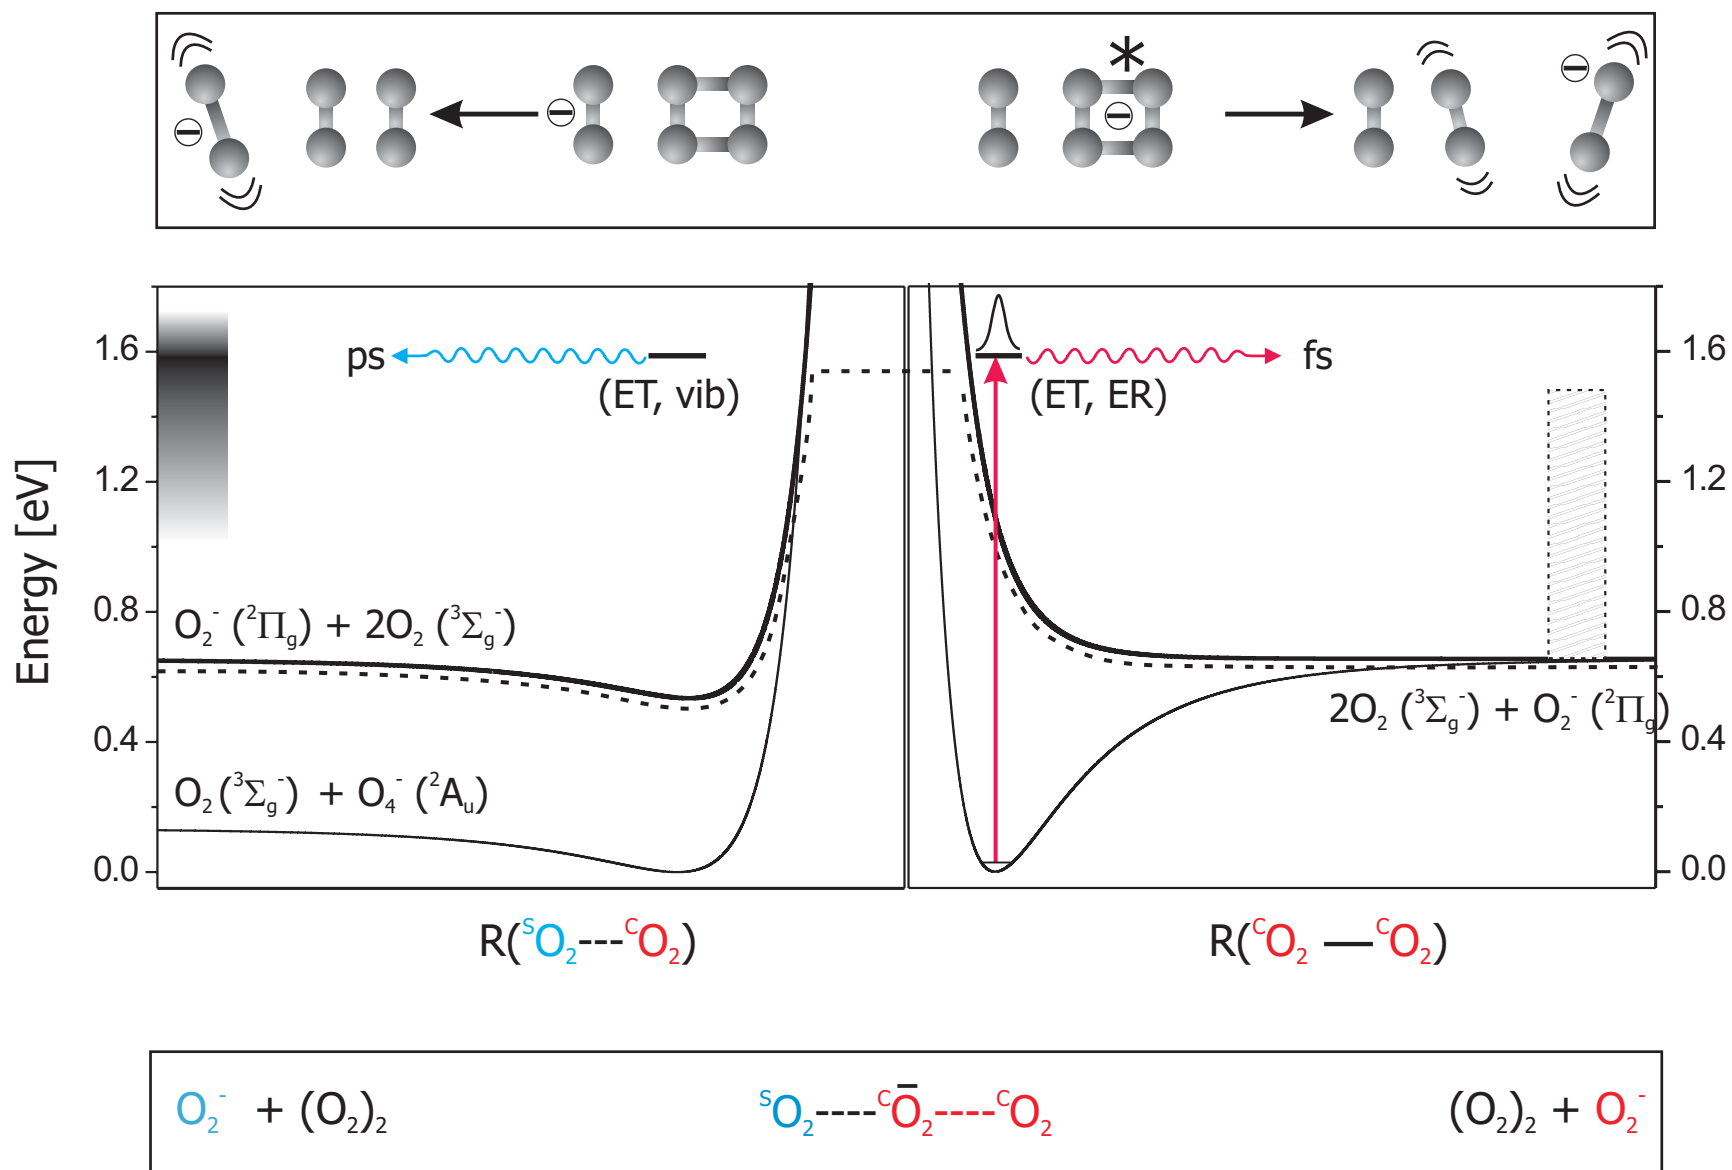 *
ps
(ET, vib)
(ET, ER)
fs
Energy [eV]
1.6
1.2
0.8
0.4
0.0
1.6
1.2
0.8
0.4
0.0
O₂⁻ (²Πg) + 2O₂ (³Σg⁻)
O₂ (³Σg⁻) + O₄⁻ (²Aᵤ)
2O₂ (³Σg⁻) + O₂⁻ (²Πg)
R(ˢO₂---ᶜO₂)
R(ᶜO₂ —ᶜO₂)
O₂⁻ + (O₂)₂
ˢO₂----ᶜO̅₂----ᶜO₂
(O₂)₂ + O₂⁻